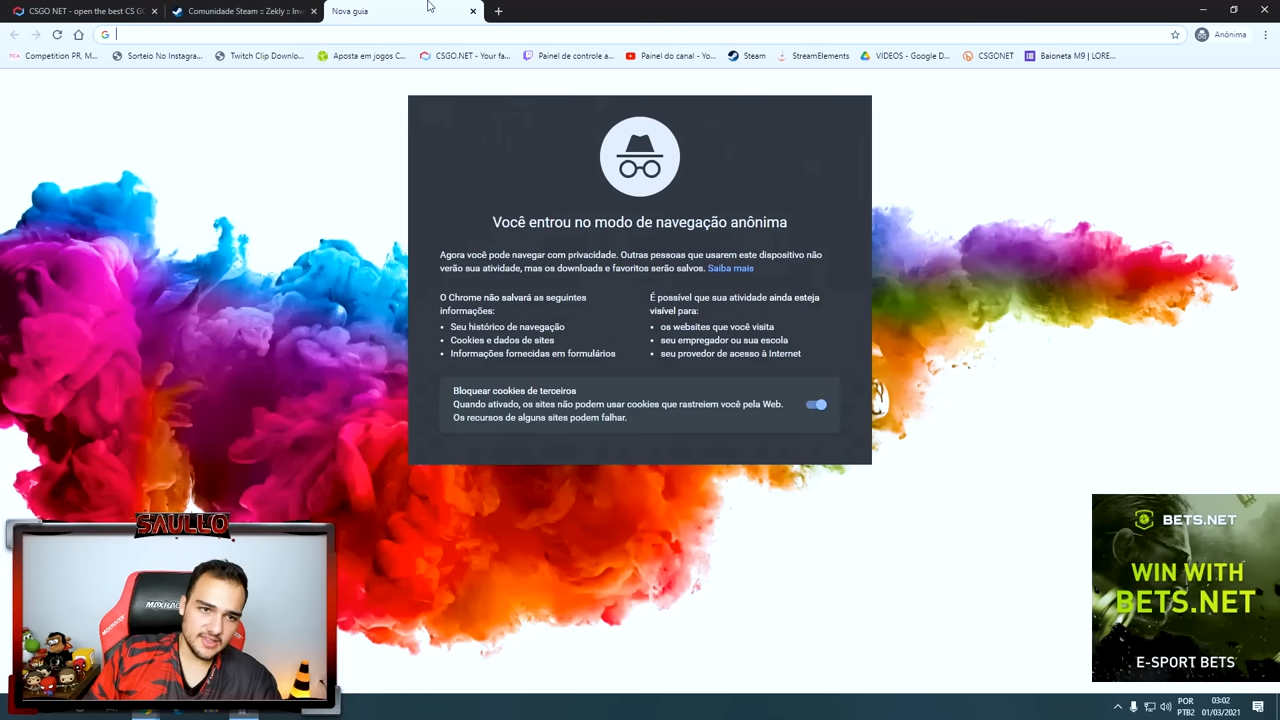 CSGO NET - open the best CS GO
Comunidade Steam :: Zekly :: Inve
Nova guia
Anônima
Competition PR, M...
Sorteio No Instagra...
Twitch Clip Downlo...
Aposta em jogos C...
CSGO.NET - Your fa...
Painel de controle a...
Painel do canal - Yo...
Steam
StreamElements
VIDEOS - Google D...
CSGONET
Baioneta M9 | LORE...
Você entrou no modo de navegação anônima
Agora você pode navegar com privacidade. Outras pessoas que usarem este dispositivo não
verão sua atividade, mas os downloads e favoritos serão salvos. Saiba mais
O Chrome não salvará as seguintes
informações:
• Seu histórico de navegação
• Cookies e dados de sites
• Informações fornecidas em formulários
É possível que sua atividade ainda esteja
visível para:
• os websites que você visita
• seu empregador ou sua escola
• seu provedor de acesso à Internet
Bloquear cookies de terceiros
Quando ativado, os sites não podem usar cookies que rastreiem você pela Web.
Os recursos de alguns sites podem falhar.
SAULLO
MAXRACER
BETS.NET
WIN WITH
BETS.NET
E-SPORT BETS
POR
PTB2
03:02
01/03/2021